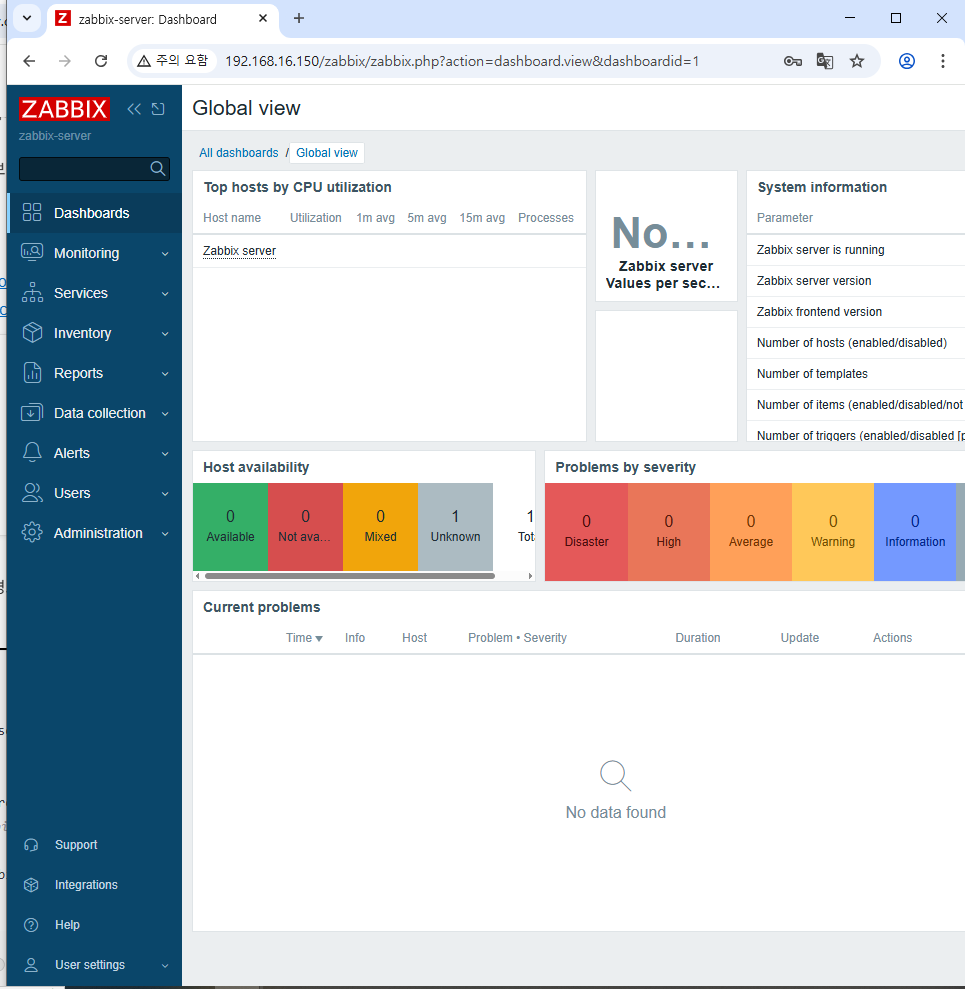 zabbix-server: Dashboard
주의 요함
192.168.16.150/zabbix/zabbix.php?action=dashboard.view&dashboardid=1
ZABBIX
zabbix-server
Dashboards
Monitoring
Services
Inventory
Reports
Data collection
Alerts
Users
Administration
Support
Integrations
Help
User settings
Global view
All dashboards / Global view
Top hosts by CPU utilization
Host name Utilization 1m avg 5m avg 15m avg Processes
Zabbix server
No...
Zabbix server
Values per sec...
System information
Parameter
Zabbix server is running
Zabbix server version
Zabbix frontend version
Number of hosts (enabled/disabled)
Number of templates
Number of items (enabled/disabled/not
Number of triggers (enabled/disabled [p
Host availability
0 Available
0 Not ava...
0 Mixed
1 Unknown
1 Tota
Problems by severity
0 Disaster
0 High
0 Average
0 Warning
0 Information
Current problems
Time Info Host Problem • Severity Duration Update Actions
No data found